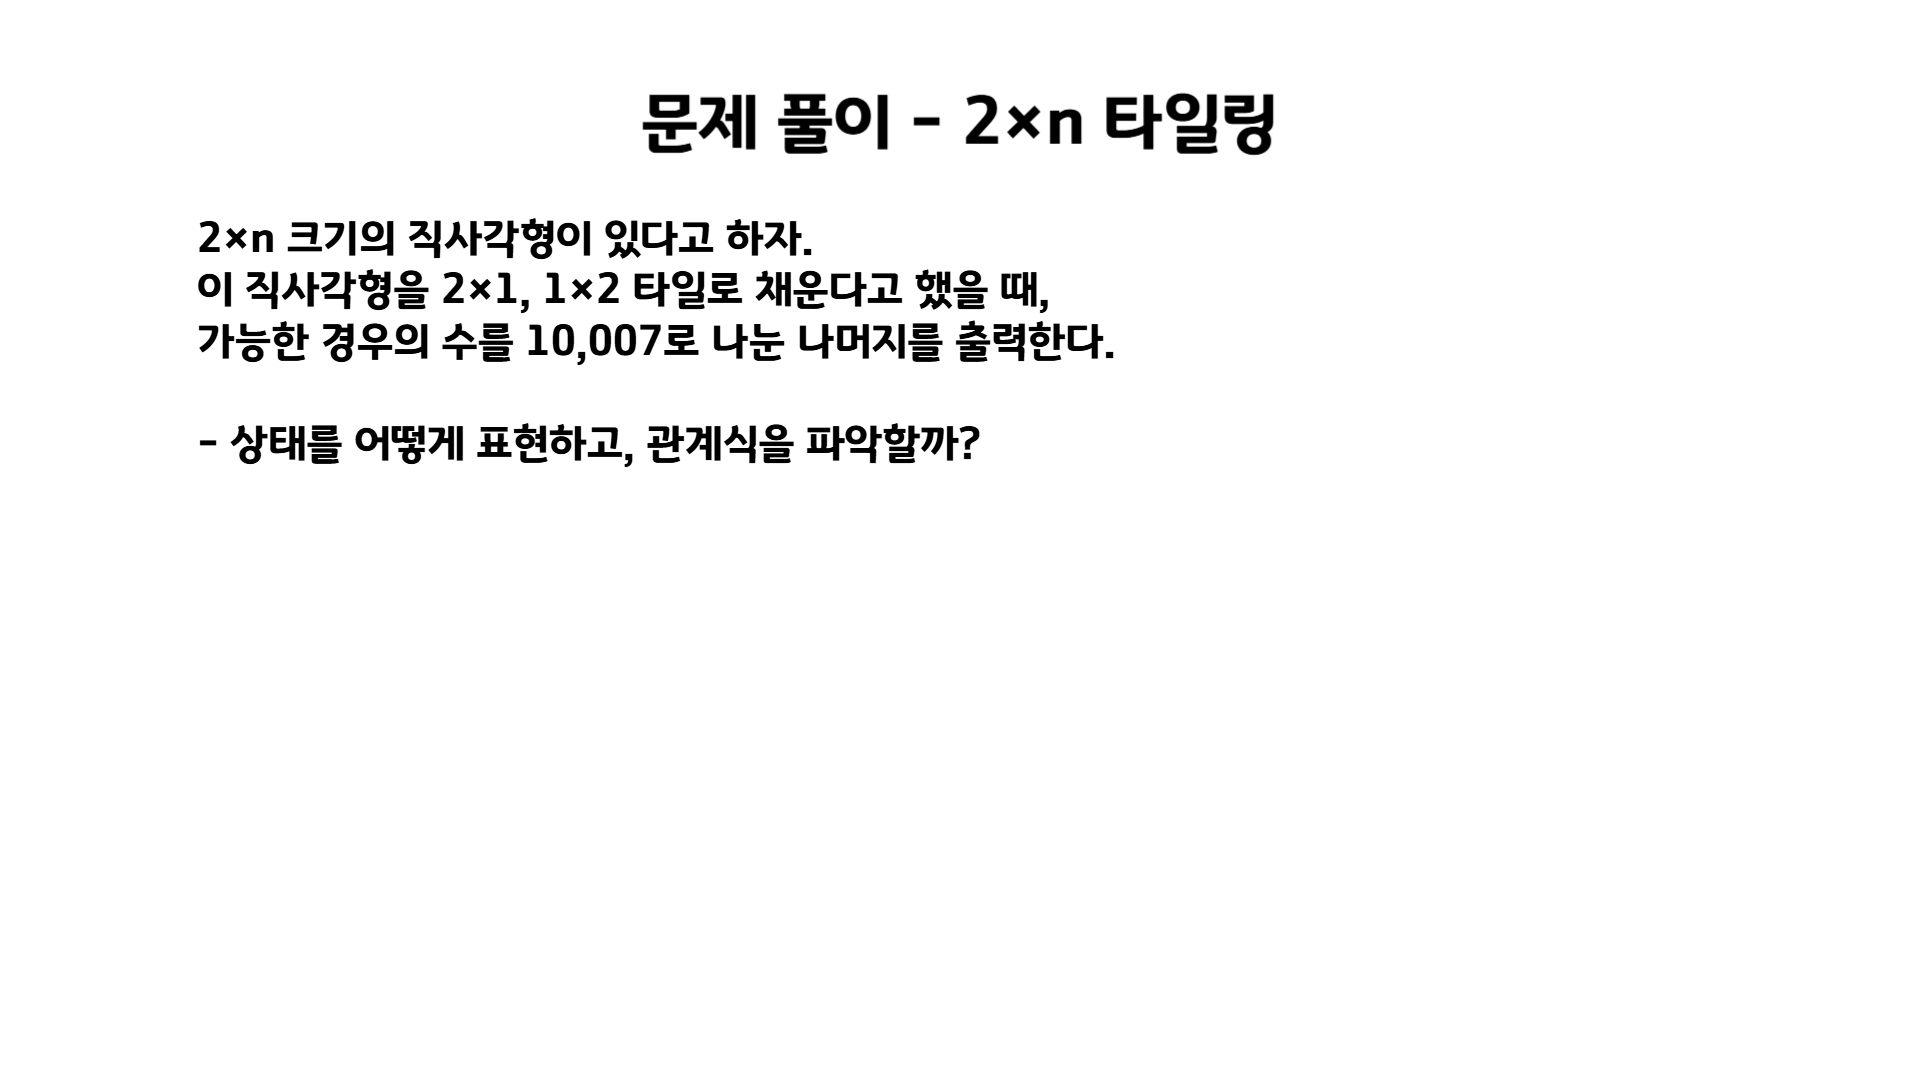 문제 풀이 - 2×n 타일링
2×n 크기의 직사각형이 있다고 하자.
이 직사각형을 2×1, 1×2 타일로 채운다고 했을 때,
가능한 경우의 수를 10,007로 나눈 나머지를 출력한다.
- 상태를 어떻게 표현하고, 관계식을 파악할까?